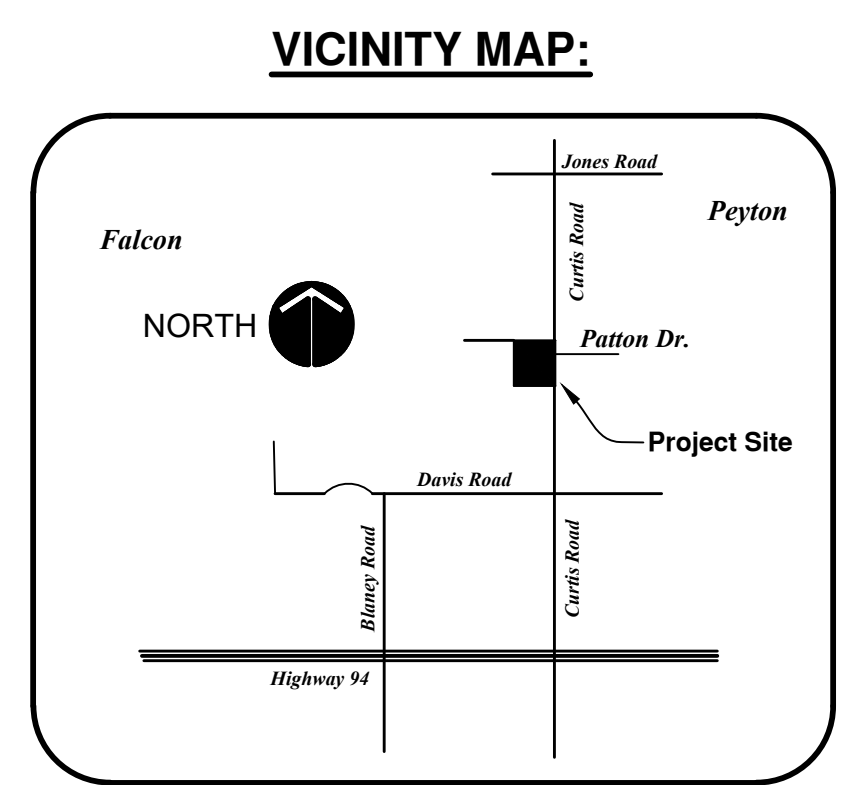 VICINITY MAP:
Jones Road
Peyton
Falcon
Curtis Road
NORTH
Patton Dr.
Project Site
Davis Road
Blaney Road
Curtis Road
Highway 94